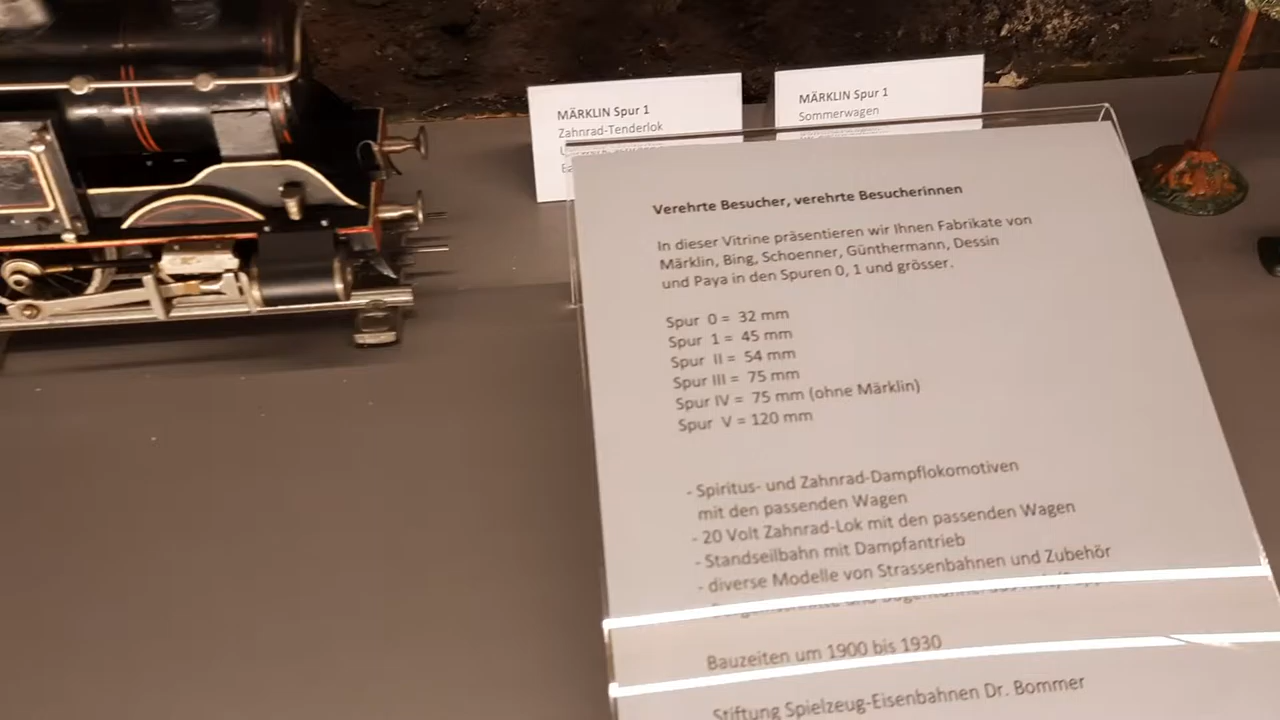 MÄRKLIN Spur 1
Zahnrad-Tenderlok
MÄRKLIN Spur 1
Sommerwagen
Verehrte Besucher, verehrte Besucherinnen
In dieser Vitrine präsentieren wir Ihnen Fabrikate von
Märklin, Bing, Schoenner, Günthermann, Dessin
und Paya in den Spuren 0, 1 und grösser.
Spur 0 = 32 mm
Spur 1 = 45 mm
Spur II = 54 mm
Spur III = 75 mm
Spur IV = 75 mm (ohne Märklin)
Spur V = 120 mm
- Spiritus- und Zahnrad-Dampflokomotiven
mit den passenden Wagen
- 20 Volt Zahnrad-Lok mit den passenden Wagen
- Standseilbahn mit Dampfantrieb
- diverse Modelle von Strassenbahnen und Zubehör
Bauzeiten um 1900 bis 1930
Stiftung Spielzeug-Eisenbahnen Dr. Bommer